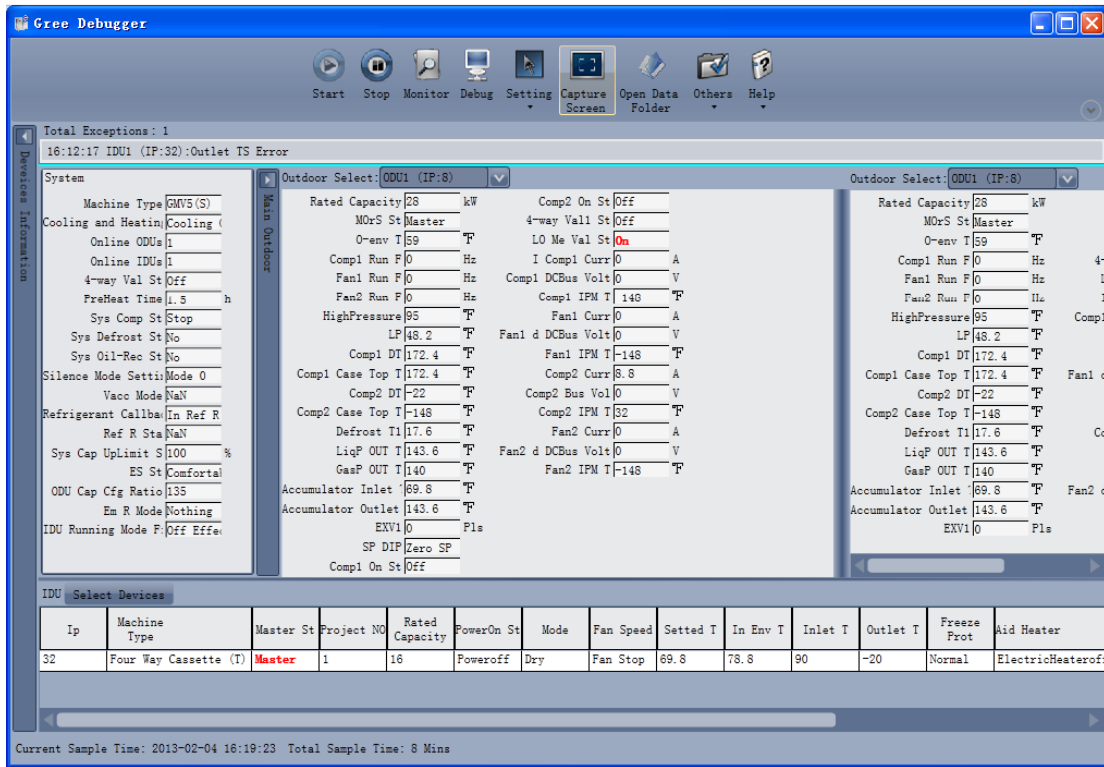 Gree Debugger
Start Stop Monitor Debug Setting Capture Screen Open Data Folder Others Help
Total Exceptions: 1
16:12:17 IDU1 (IP:32):Outlet TS Error
Deveices Information
System
Machine Type GMV5(S)
Cooling and Heatin Cooling (
Online ODUs 1
Online IDUs 1
4-way Val St Off
PreHeat Time 1.5 h
Sys Comp St Stop
Sys Defrost St No
Sys Oil-Rec St No
Silence Mode Setti Mode 0
Vacc Mode NaN
Refrigerant Callba In Ref R
Ref R Sta NaN
Sys Cap UpLimit S 100 %
ES St Comfortal
ODU Cap Cfg Ratio 135
Em R Mode Nothing
IDU Running Mode F: Off Effe
Main Outdoor
Outdoor Select: ODU1 (IP:8)
Rated Capacity 28 kW Comp2 On St Off
MOrS St Master 4-way Val1 St Off
O-env T 59 ℉ LO Me Val St On
Comp1 Run F 0 Hz I Comp1 Curr 0 A
Fan1 Run F 0 Hz Comp1 DCBus Volt 0 V
Fan2 Run F 0 Hz Comp1 IPM T 148 ℉
HighPressure 95 ℉ Fan1 Curr 0 A
LP 48.2 ℉ Fan1 d DCBus Volt 0 V
Comp1 DT 172.4 ℉ Fan1 IPM T -148 ℉
Comp1 Case Top T 172.4 ℉ Comp2 Curr 8.8 A
Comp2 DT -22 ℉ Comp2 Bus Vol 0 V
Comp2 Case Top T -148 ℉ Comp2 IPM T 32 ℉
Defrost T1 17.6 ℉ Fan2 Curr 0 A
LiqP OUT T 143.6 ℉ Fan2 d DCBus Volt 0 V
GasP OUT T 140 ℉ Fan2 IPM T -148 ℉
Accumulator Inlet 69.8 ℉
Accumulator Outlet 143.6 ℉
EXV1 0 Pls
SP DIP Zero SP
Comp1 On St Off
Outdoor Select: ODU1 (IP:8)
Rated Capacity 28 kW
MOrS St Master
O-env T 59 ℉
Comp1 Run F 0 Hz 4-
Fan1 Run F 0 Hz
Fan2 Run F 0 Hz
HighPressure 95 ℉ Comp1
LP 48.2 ℉
Comp1 DT 172.4 ℉
Comp1 Case Top T 172.4 ℉ Fan1 d
Comp2 DT -22 ℉
Comp2 Case Top T -148 ℉
Defrost T1 17.6 ℉ Co
LiqP OUT T 143.6 ℉
GasP OUT T 140 ℉
Accumulator Inlet 69.8 ℉ Fan2 d
Accumulator Outlet 143.6 ℉
EXV1 0 Pls
IDU Select Devices
Ip Machine Type Master St Project NO Rated Capacity PowerOn St Mode Fan Speed Setted T In Env T Inlet T Outlet T Freeze Prot Aid Heater
32 Four Way Cassette (T) Master 1 16 Poweroff Dry Fan Stop 69.8 78.8 90 -20 Normal ElectricHeaterof
Current Sample Time: 2013-02-04 16:19:23 Total Sample Time: 8 Mins